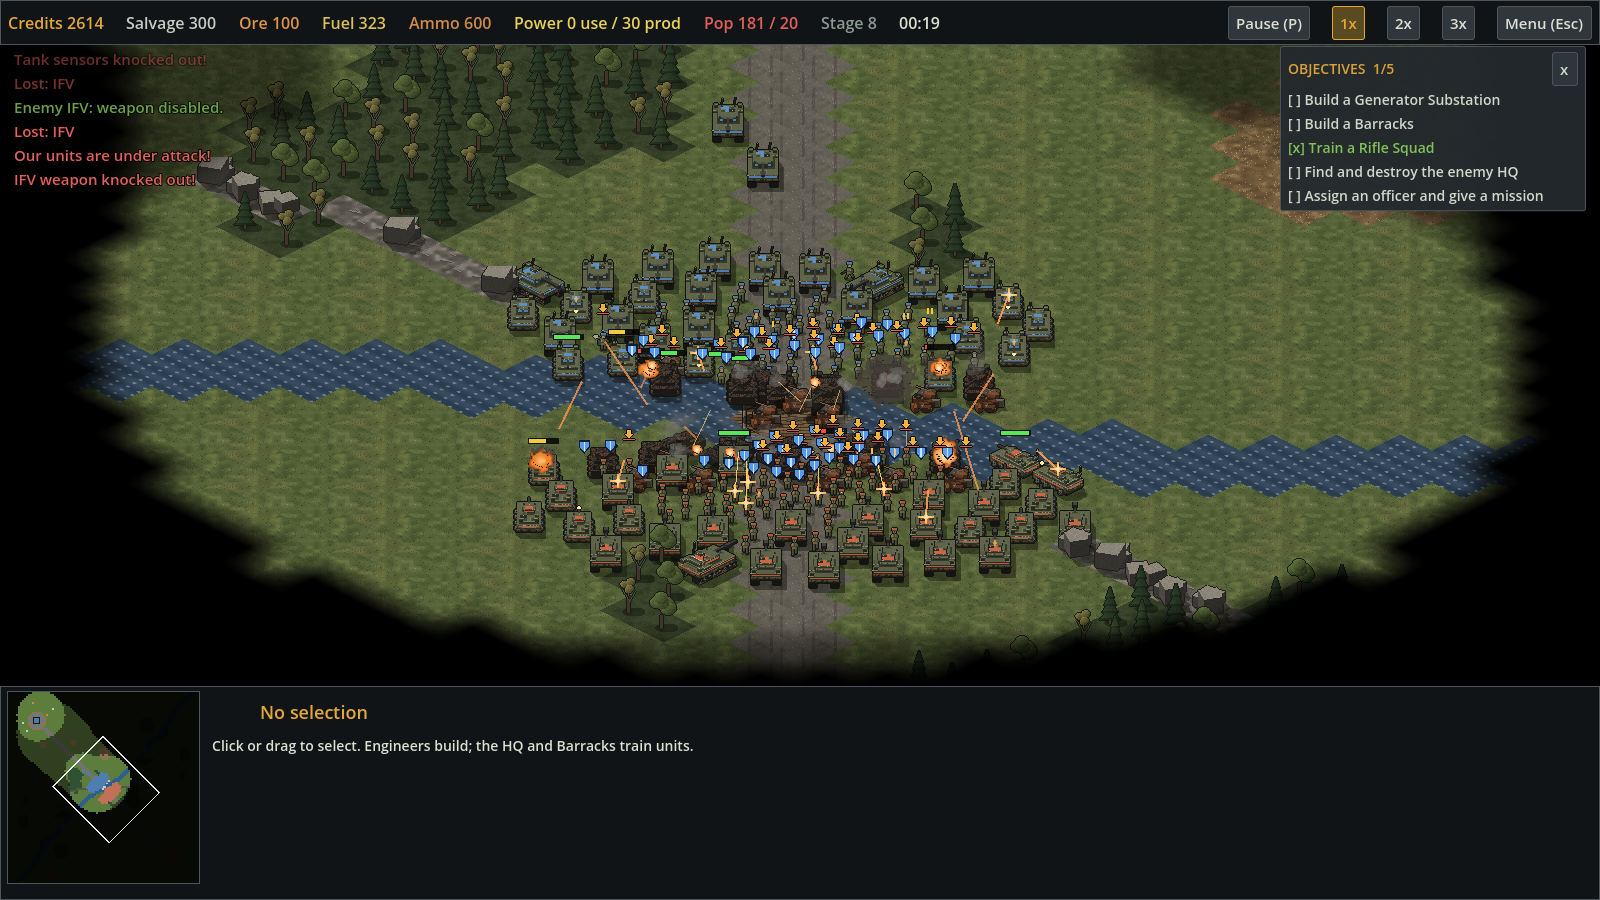 Credits 2614 Salvage 300 Ore 100 Fuel 323 Ammo 600 Power 0 use / 30 prod Pop 181 / 20 Stage 8 00:19 Pause (P) 1x 2x 3x Menu (Esc)
Tank sensors knocked out!
Lost: IFV
Enemy IFV: weapon disabled.
Lost: IFV
Our units are under attack!
IFV weapon knocked out!
OBJECTIVES 1/5 x
[ ] Build a Generator Substation
[ ] Build a Barracks
[x] Train a Rifle Squad
[ ] Find and destroy the enemy HQ
[ ] Assign an officer and give a mission
No selection
Click or drag to select. Engineers build; the HQ and Barracks train units.